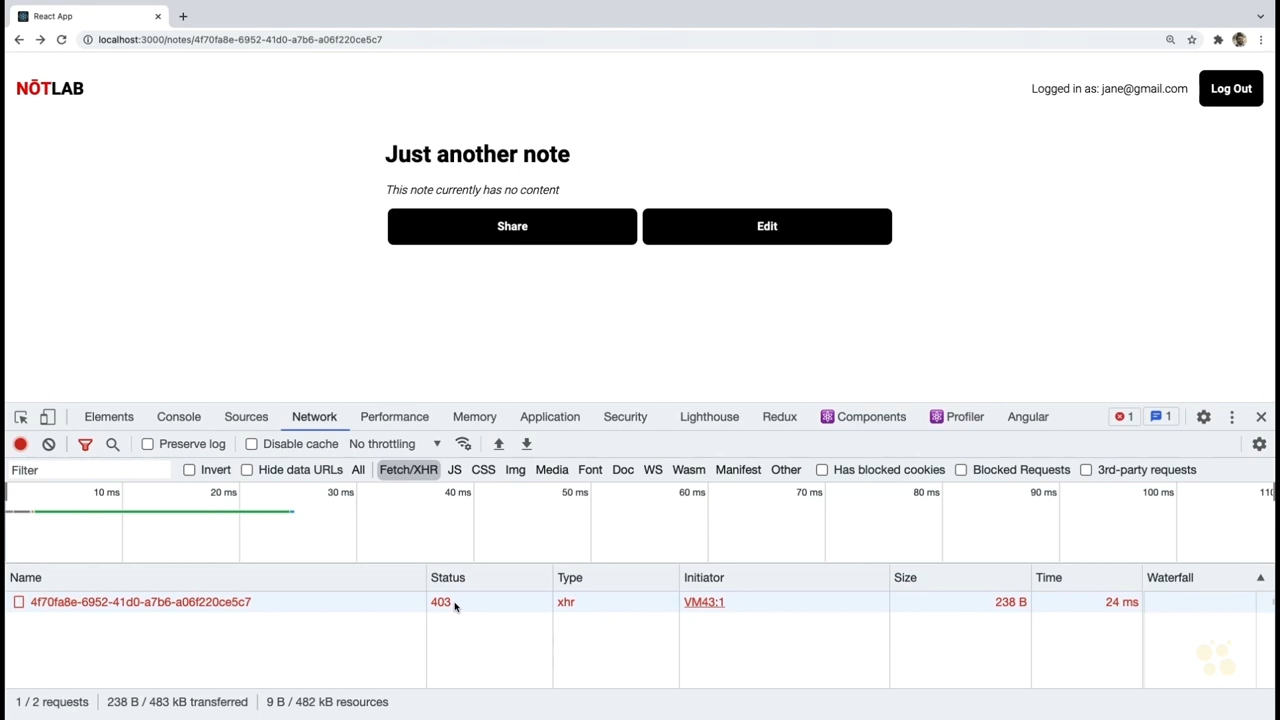 React App
localhost:3000/notes/4f70fa8e-6952-41d0-a7b6-a06f220ce5c7
NŌTLAB
Logged in as: jane@gmail.com
Log Out
Just another note
This note currently has no content
Share
Edit
Elements Console Sources Network Performance Memory Application Security Lighthouse Redux Components Profiler Angular 1 1
Preserve log Disable cache No throttling
Filter Invert Hide data URLs All Fetch/XHR JS CSS Img Media Font Doc WS Wasm Manifest Other Has blocked cookies Blocked Requests 3rd-party requests
10 ms 20 ms 30 ms 40 ms 50 ms 60 ms 70 ms 80 ms 90 ms 100 ms 110
Name Status Type Initiator Size Time Waterfall
4f70fa8e-6952-41d0-a7b6-a06f220ce5c7 403 xhr VM43:1 238 B 24 ms
1 / 2 requests 238 B / 483 kB transferred 9 B / 482 kB resources